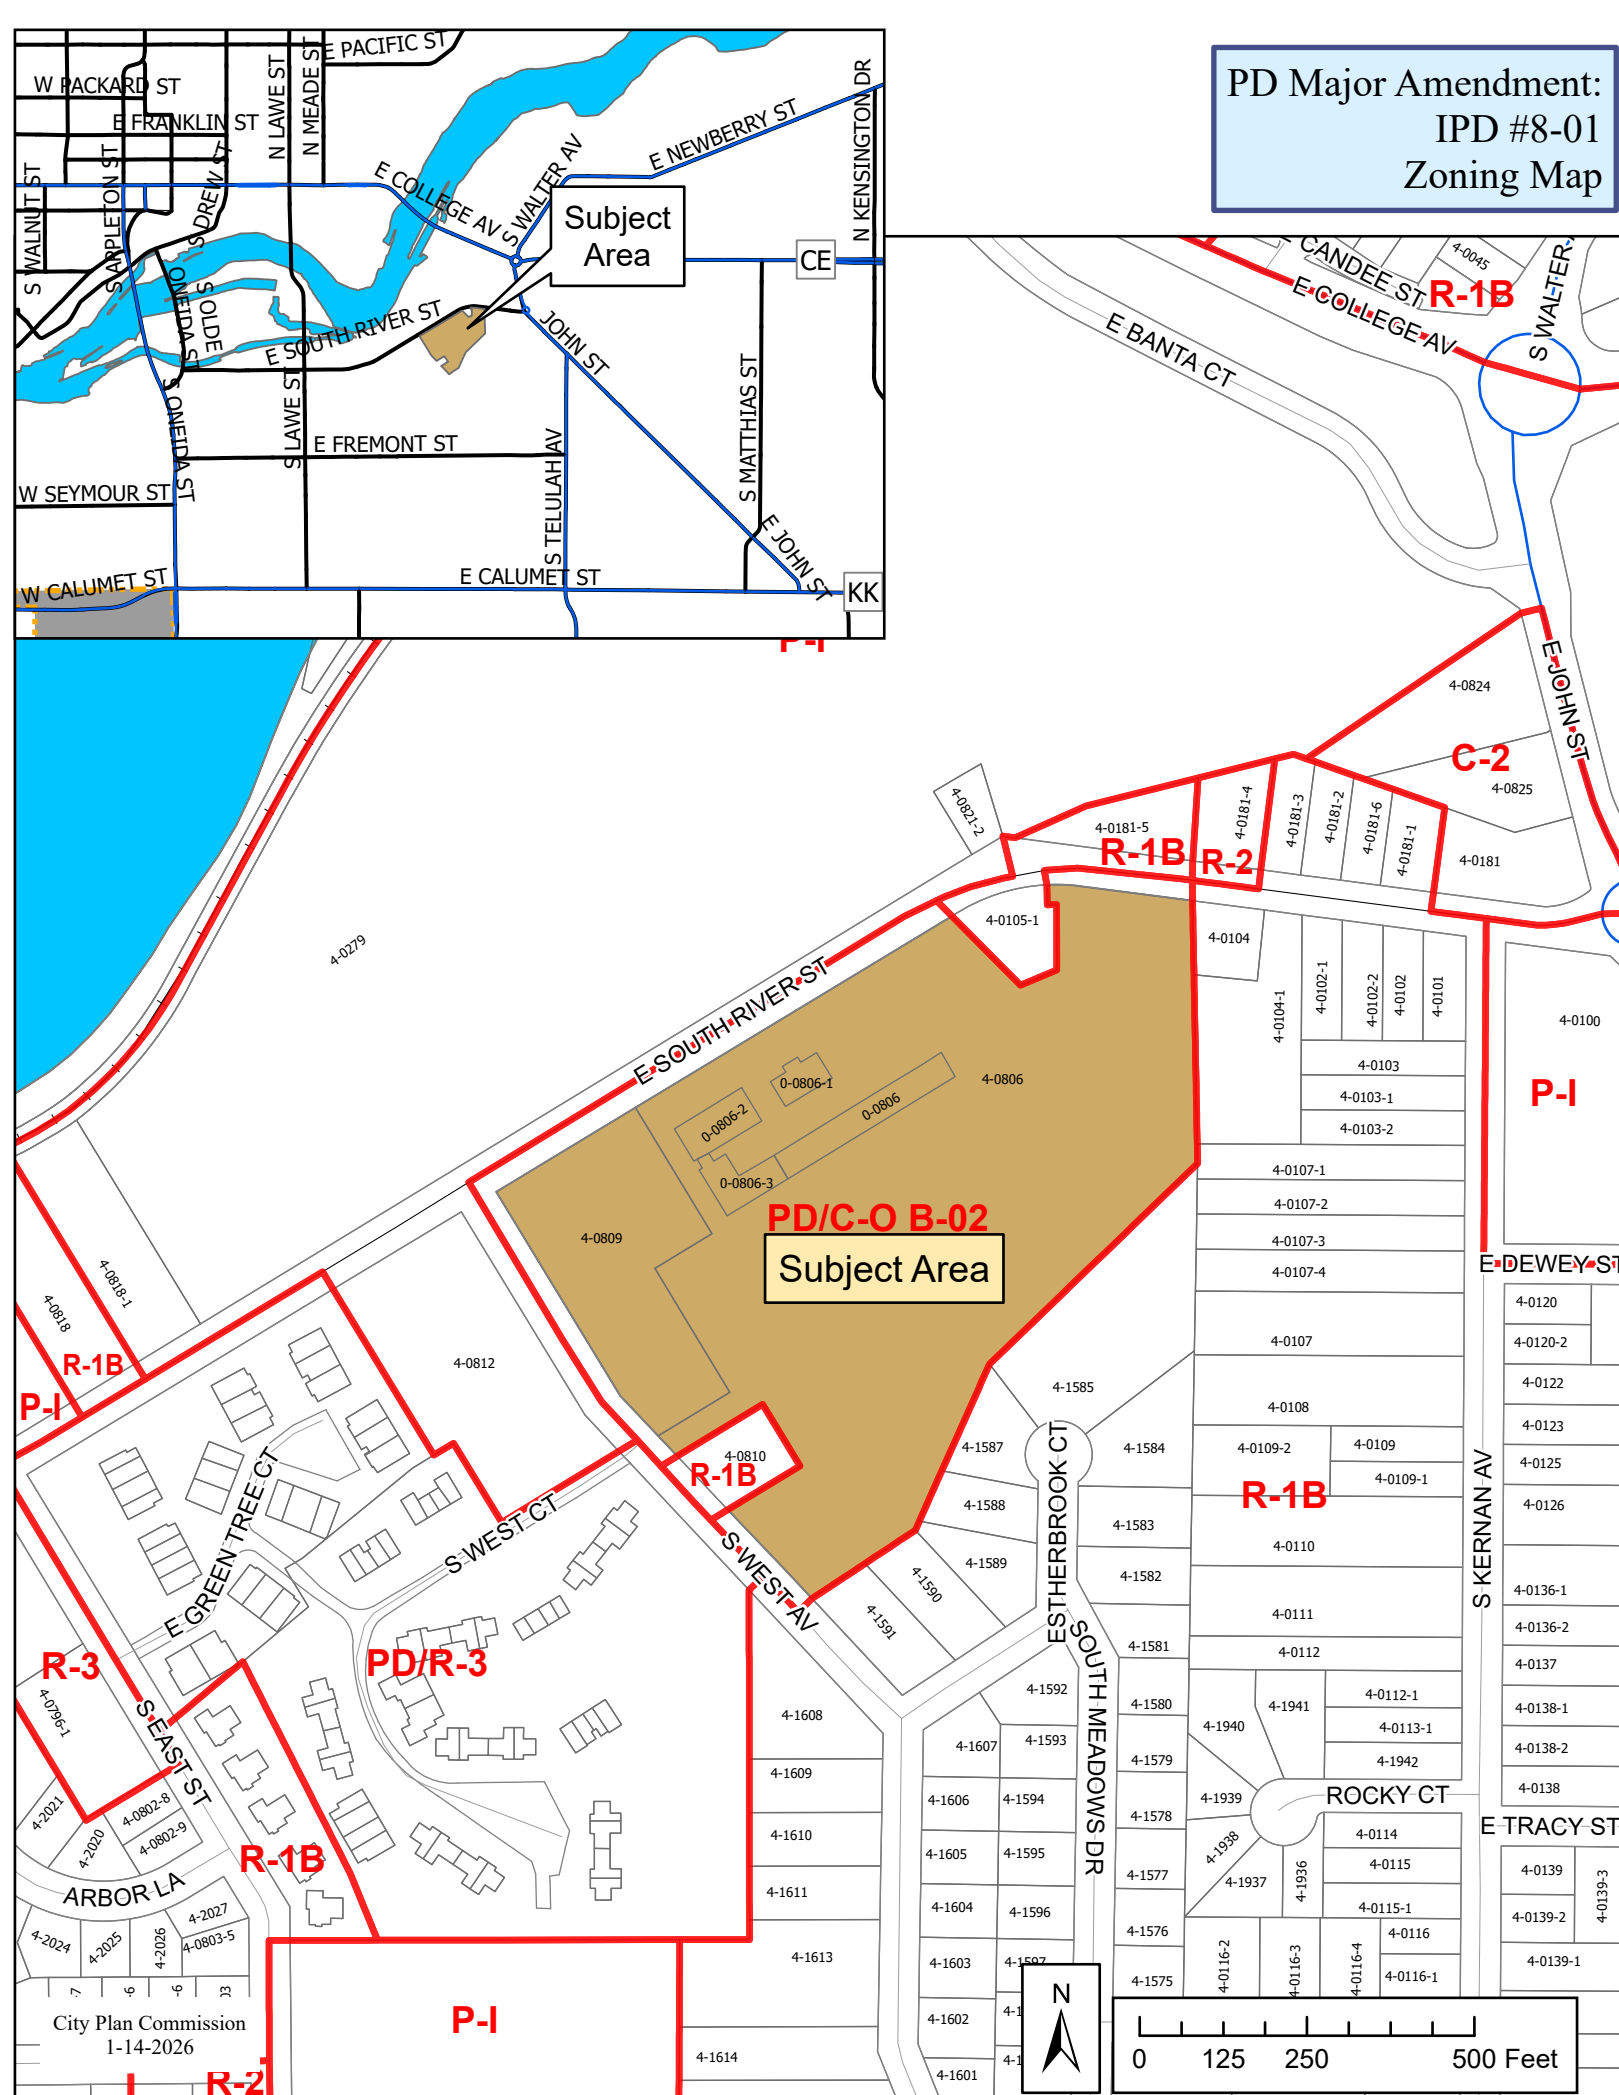 PD Major Amendment:
IPD #8-01
Zoning Map
E PACIFIC ST
W PACKARD ST
E FRANKLIN ST
N LAWE ST
N MEADE ST
S WALNUT ST
S APPLETON ST
S DREW ST
E COLLEGE AV
S WALTER AV
E NEWBERRY ST
N KENSINGTON DR
Subject
Area
CE
ONEIDA ST
S OLDE
E SOUTH RIVER ST
JOHN ST
S LAWE ST
S ONEIDA ST
E FREMONT ST
S TELULAH AV
S MATTHIAS ST
W SEYMOUR ST
E JOHN ST
W CALUMET ST
E CALUMET ST
KK
E CANDEE ST
4-0045
R-1B
E COLLEGE AV
S WALTER
E BANTA CT
P-I
E JOHN ST
4-0824
C-2
4-0825
4-0821-2
4-0181-5
4-0181-4
4-0181-3
4-0181-2
4-0181-6
4-0181-1
4-0181
R-1B
R-2
4-0105-1
4-0104
4-0279
E SOUTH RIVER ST
4-0104-1
4-0102-1
4-0102-2
4-0102
4-0101
4-0100
0-0806-1
4-0806
0-0806
0-0806-2
0-0806-3
4-0103
4-0103-1
4-0103-2
P-I
4-0107-1
4-0107-2
4-0107-3
4-0107-4
PD/C-O B-02
Subject Area
4-0809
E DEWEY ST
4-0818-1
4-0818
R-1B
P-I
4-0812
4-0107
4-0120
4-0120-2
4-0122
4-1585
4-0108
4-0123
4-0810
R-1B
4-1587
4-1584
4-0109-2
4-0109
4-0109-1
4-0125
R-1B
4-0126
ESTHERBROOK CT
S KERNAN AV
E GREEN TREE CT
S WEST CT
S WEST AV
4-1588
4-1583
4-1589
4-1582
4-0110
4-1590
4-1591
4-0136-1
4-0111
4-0136-2
4-0112
4-0137
SOUTH MEADOWS DR
4-1581
R-3
PD/R-3
4-0796-1
S EAST ST
4-1592
4-1580
4-1608
4-1940
4-1941
4-0112-1
4-0113-1
4-1942
4-0138-1
4-0138-2
4-0138
4-1607
4-1593
4-1579
4-1609
4-1606
4-1594
4-1578
4-1939
ROCKY CT
E TRACY ST
4-2021
4-2020
4-0802-8
4-0802-9
4-1610
4-1605
4-1595
4-1938
4-0114
4-0115
R-1B
ARBOR LA
4-1611
4-1577
4-1937
4-1936
4-0139
4-0139-3
4-2027
4-1604
4-1596
4-0115-1
4-0139-2
4-2024
4-2025
4-2026
4-0803-5
4-1576
4-0116
4-1613
4-1603
4-1597
4-1575
4-0116-2
4-0116-3
4-0116-4
4-0116-1
4-0139-1
City Plan Commission
1-14-2026
P-I
4-1602
4-1614
4-1601
R-2
N
0 125 250 500 Feet